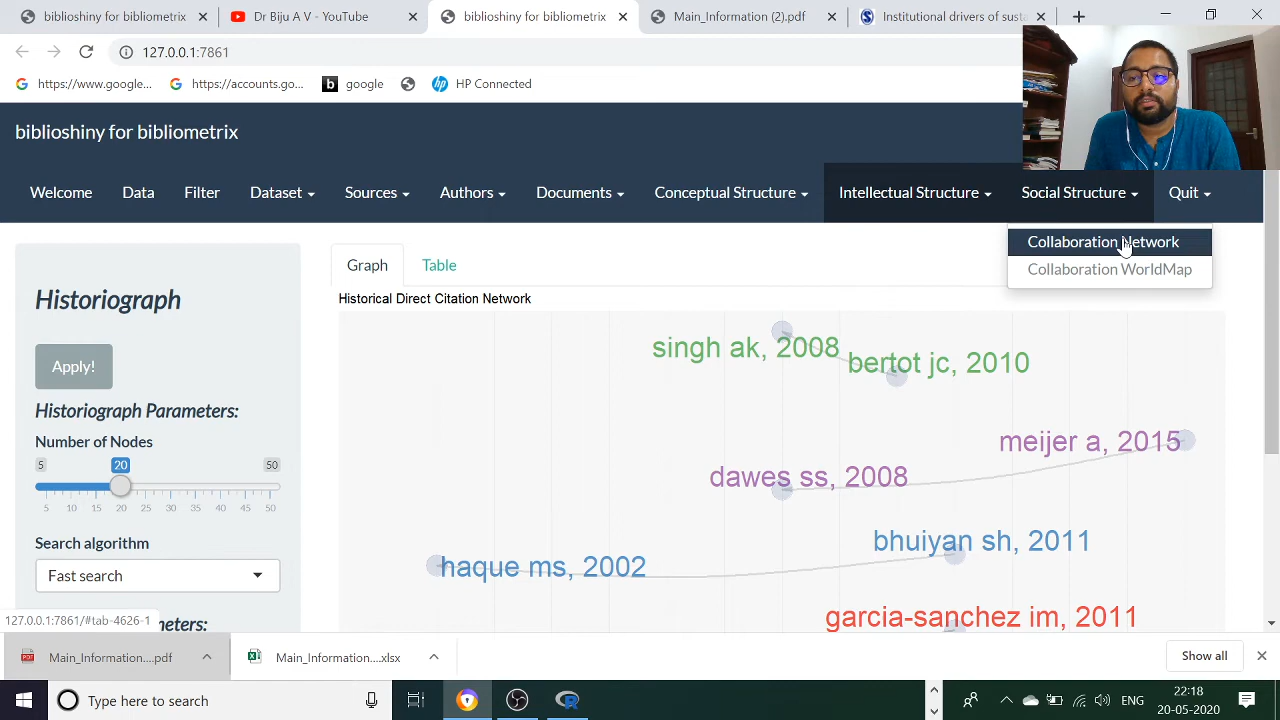 biblioshiny for bibliometrix
Dr Biju A V - YouTube
biblioshiny for bibliometrix
Main_Information (2).pdf
Institutional drivers of susta
127.0.0.1:7861
https://www.google...
https://accounts.go...
b google
hp HP Connected
biblioshiny for bibliometrix
Welcome Data Filter Dataset Sources Authors Documents Conceptual Structure Intellectual Structure Social Structure Quit
Collaboration Network
Collaboration WorldMap
Historiograph
Apply!
Historiograph Parameters:
Number of Nodes
5 20 50
5 10 15 20 25 30 35 40 45 50
Search algorithm
Fast search
Graph Table
Historical Direct Citation Network
singh ak, 2008
bertot jc, 2010
meijer a, 2015
dawes ss, 2008
bhuiyan sh, 2011
haque ms, 2002
garcia-sanchez im, 2011
127.0.0.1:7861/#tab-4626-1
Main_Information....pdf
Main_Information....xlsx
Show all
Type here to search
ENG
22:18
20-05-2020